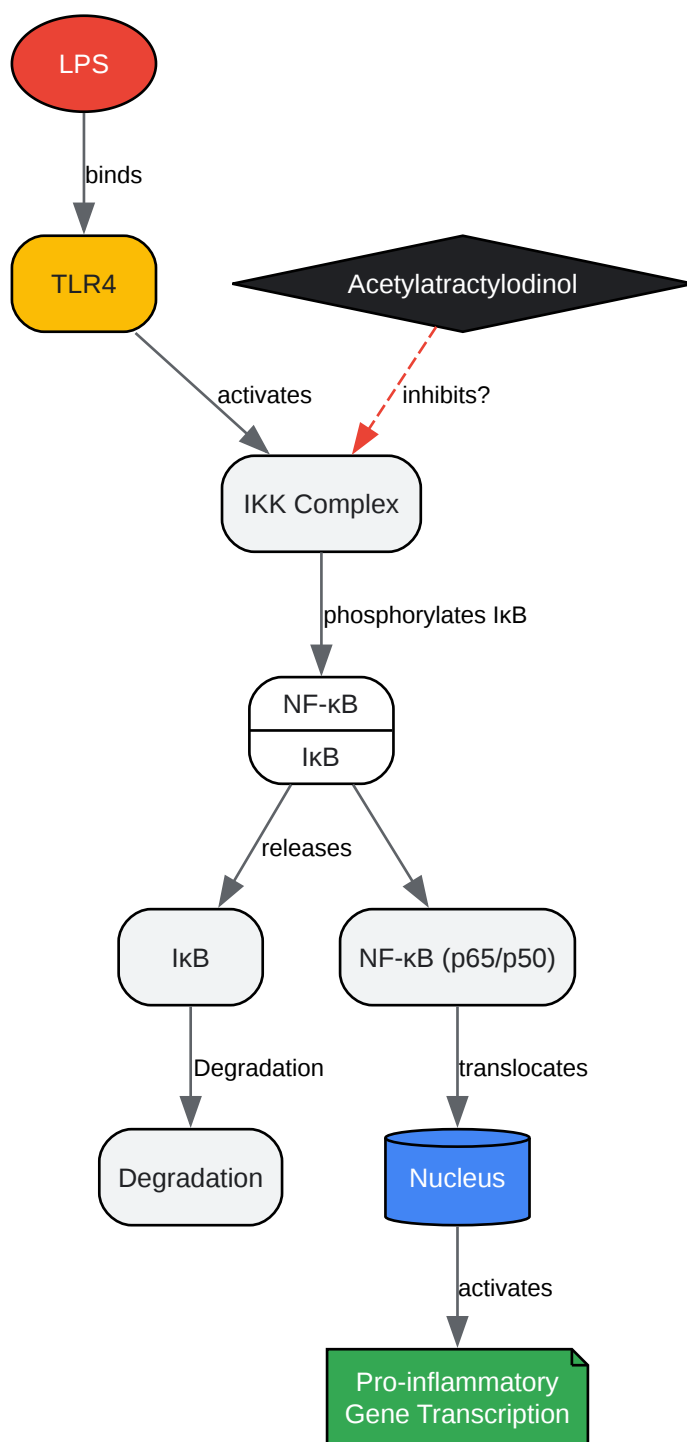 LPS
binds
TLR4
Acetylatractylodinol
activates
inhibits?
IKK Complex
phosphorylates IκB
NF-κB
IκB
releases
IκB
NF-κB (p65/p50)
Degradation
translocates
Degradation
Nucleus
activates
Pro-inflammatory
Gene Transcription